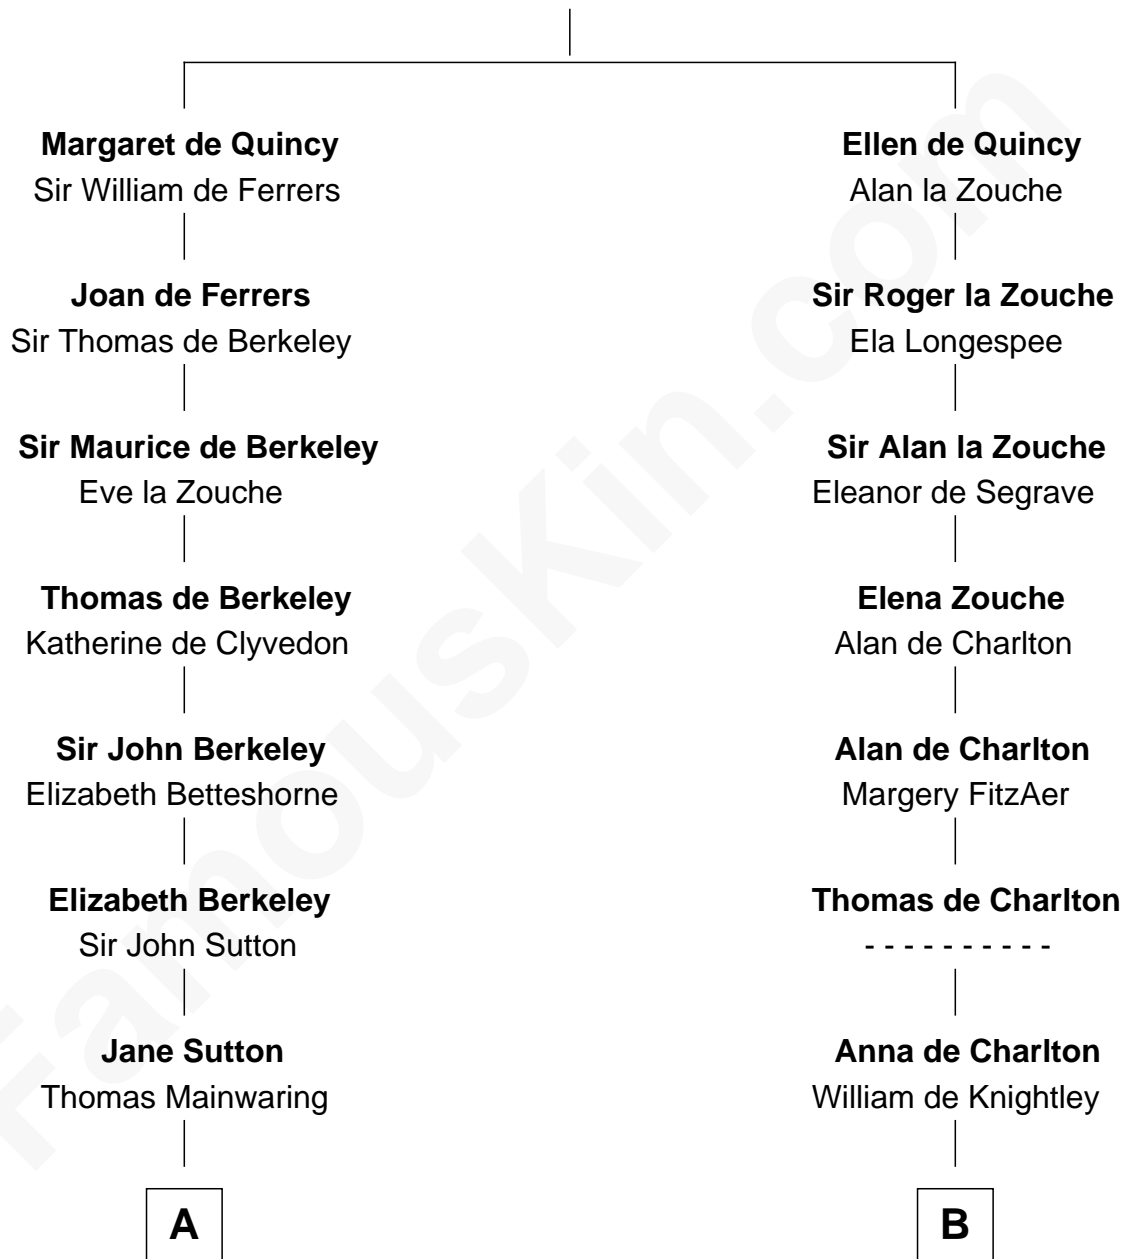 Margaret de Quincy
Sir William de Ferrers
Joan de Ferrers
Sir Thomas de Berkeley
Sir Maurice de Berkeley
Eve la Zouche
Thomas de Berkeley
Katherine de Clyvedon
Sir John Berkeley
Elizabeth Betteshorne
Elizabeth Berkeley
Sir John Sutton
Jane Sutton
Thomas Mainwaring
A
Ellen de Quincy
Alan la Zouche
Sir Roger la Zouche
Ela Longespee
Sir Alan la Zouche
Eleanor de Segrave
Elena Zouche
Alan de Charlton
Alan de Charlton
Margery FitzAer
Thomas de Charlton
- - - - - - - - - -
Anna de Charlton
William de Knightley
B
FamousKin.com